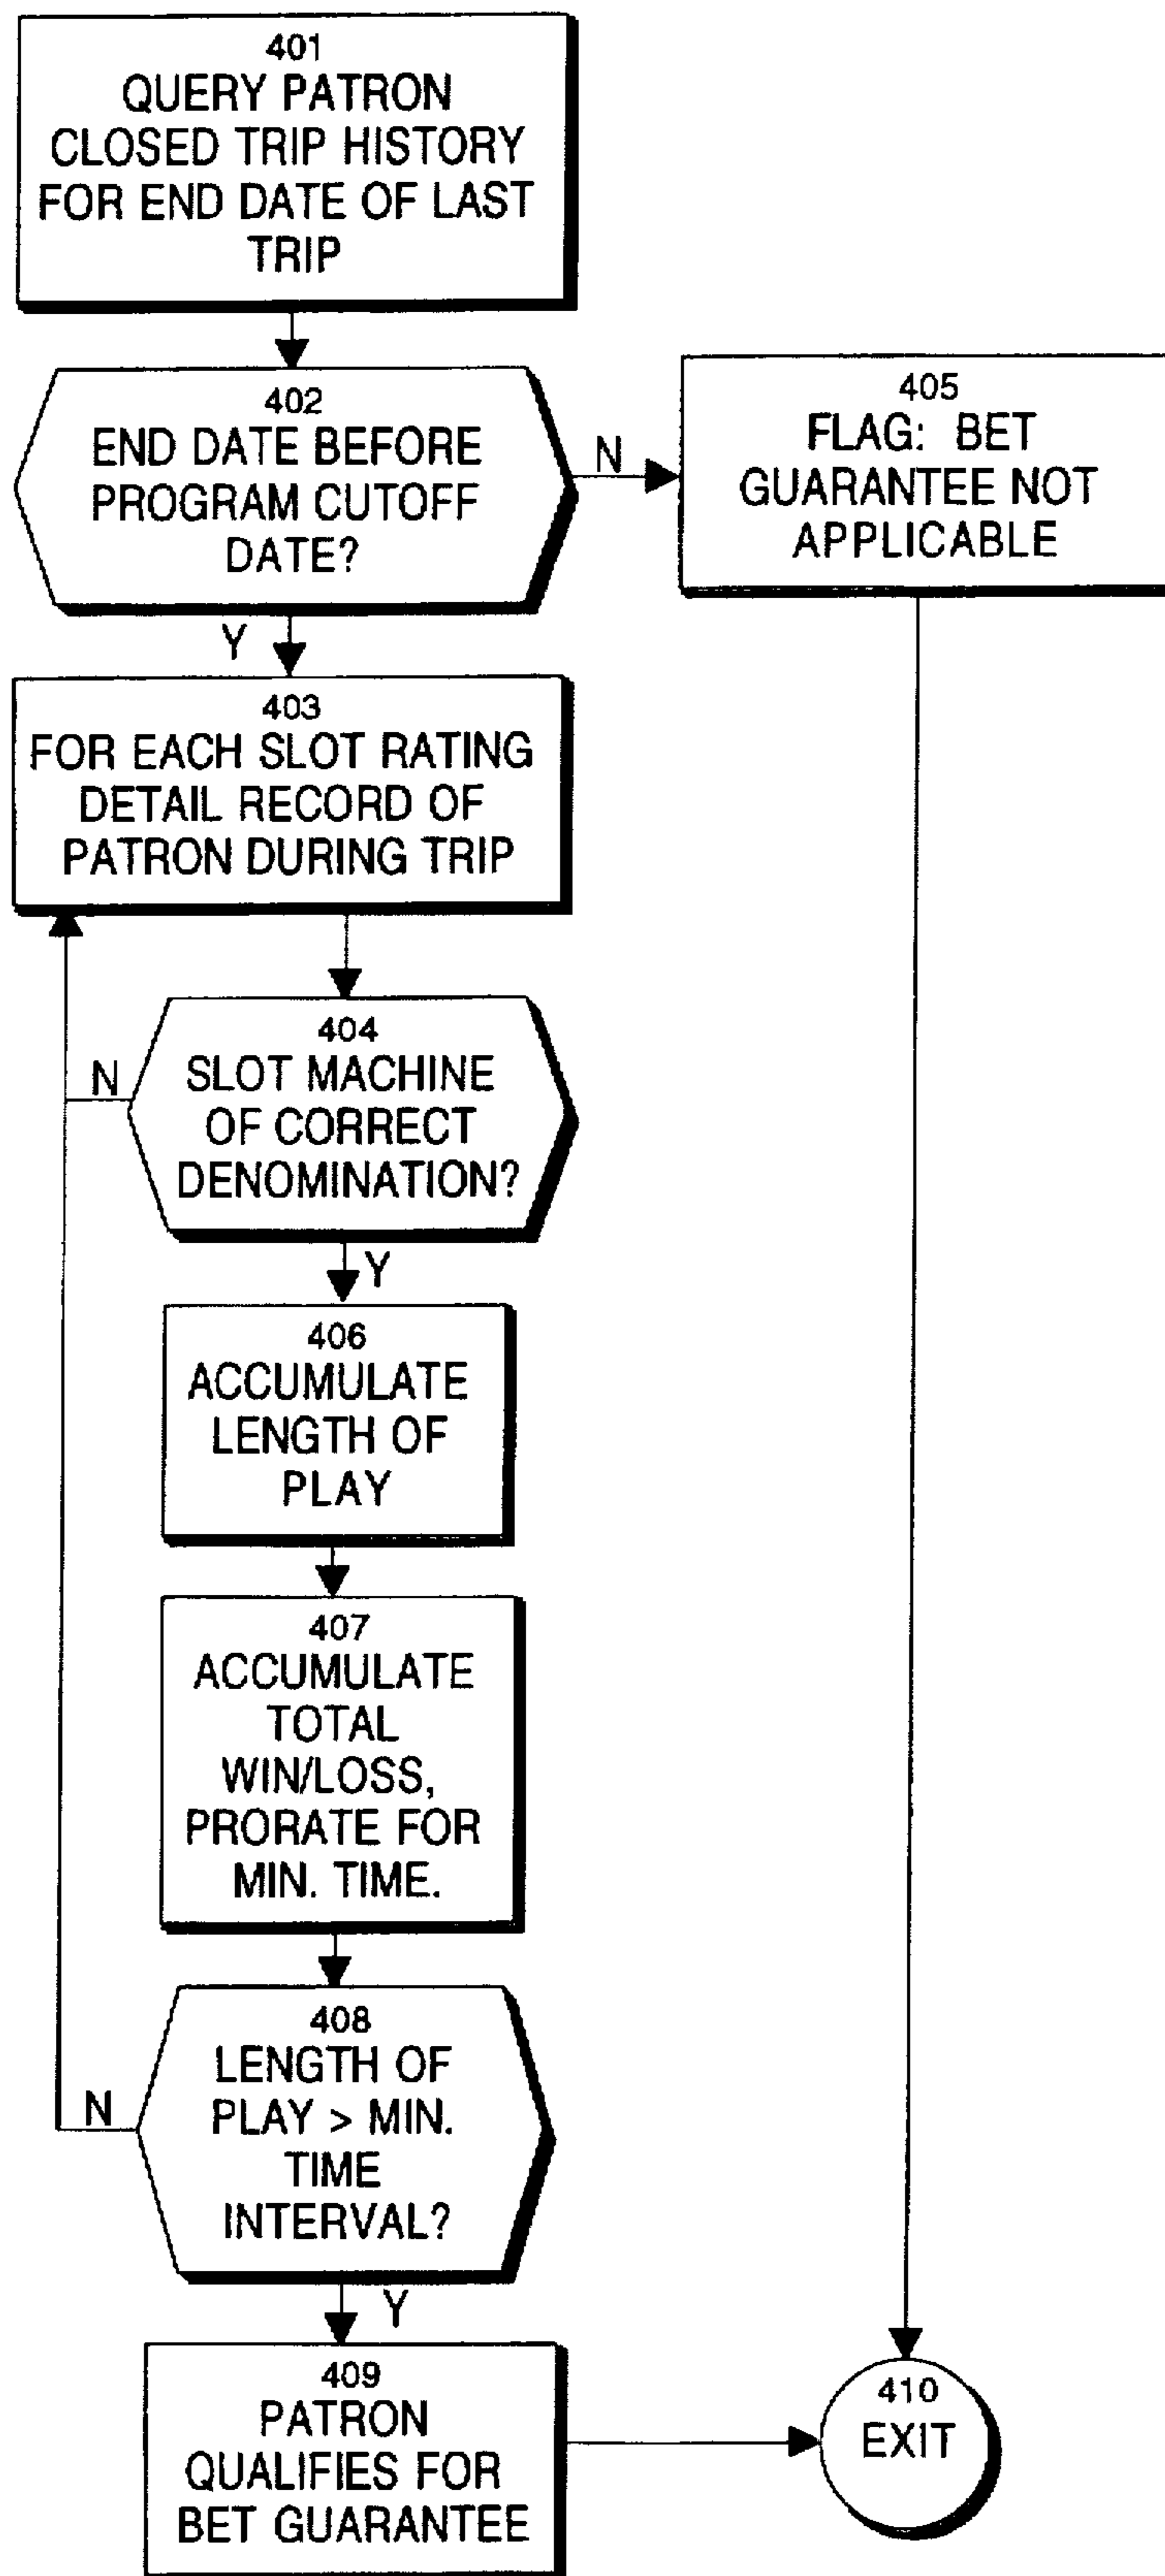 401
QUERY PATRON
CLOSED TRIP HISTORY
FOR END DATE OF LAST
TRIP
402
END DATE BEFORE
PROGRAM CUTOFF
DATE?
N
405
FLAG: BET
GUARANTEE NOT
APPLICABLE
Y
403
FOR EACH SLOT RATING
DETAIL RECORD OF
PATRON DURING TRIP
404
SLOT MACHINE
OF CORRECT
DENOMINATION?
N
Y
406
ACCUMULATE
LENGTH OF
PLAY
407
ACCUMULATE
TOTAL
WIN/LOSS,
PRORATE FOR
MIN. TIME.
408
LENGTH OF
PLAY > MIN.
TIME
INTERVAL?
N
Y
409
PATRON
QUALIFIES FOR
BET GUARANTEE
410
EXIT